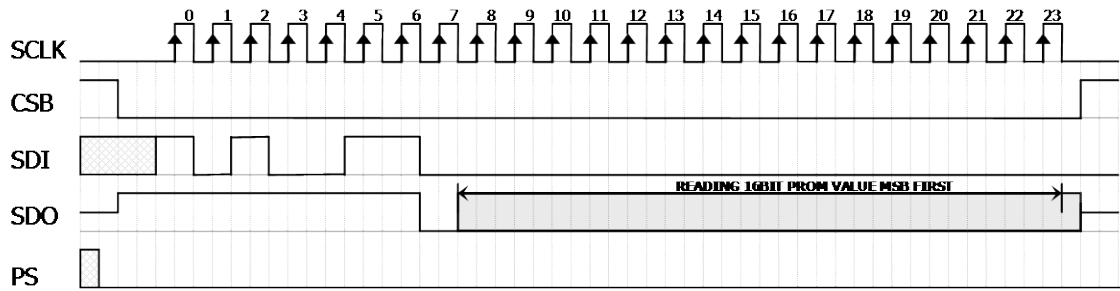 0 1 2 3 4 5 6 7 8 9 10 11 12 13 14 15 16 17 18 19 20 21 22 23
SCLK
CSB
SDI
READING 16BIT PROM VALUE MSB FIRST
SDO
PS